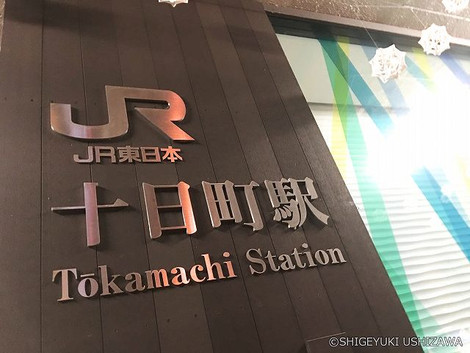 JR
JR東日本
十日町駅
Tōkamachi Station
©SHIGEYUKI USHIZAWA